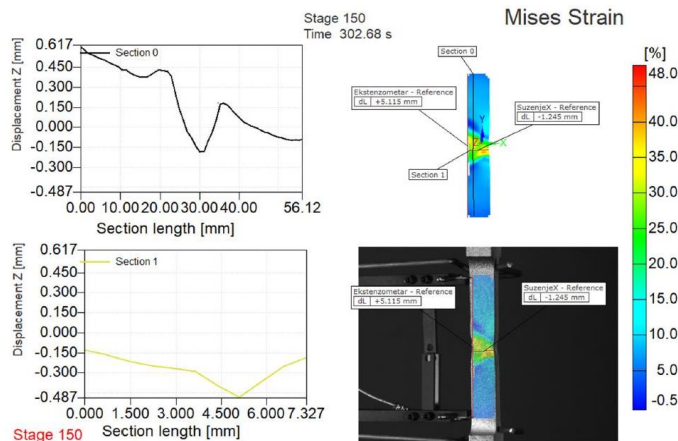 Stage 150
Time 302.68 s
Mises Strain
0.617
0.450
0.300
0.150
0.000
-0.150
-0.300
-0.487
Displacement Z [mm]
Section 0
0.00 10.00 20.00 30.00 40.00 56.12
Section length [mm]
Section 0
Ekstenzometar - Reference
dL +5.115 mm
SuzenjeX - Reference
dL -1.245 mm
Section 1
Y
Z
X
[%]
48.0
40.0
35.0
30.0
25.0
20.0
15.0
10.0
5.0
-0.5
0.617
0.450
0.300
0.150
0.000
-0.150
-0.300
-0.487
Displacement Z [mm]
Section 1
0.000 1.500 3.000 4.500 6.000 7.327
Section length [mm]
Stage 150
Ekstenzometar - Reference
dL +5.115 mm
SuzenjeX - Reference
dL -1.245 mm